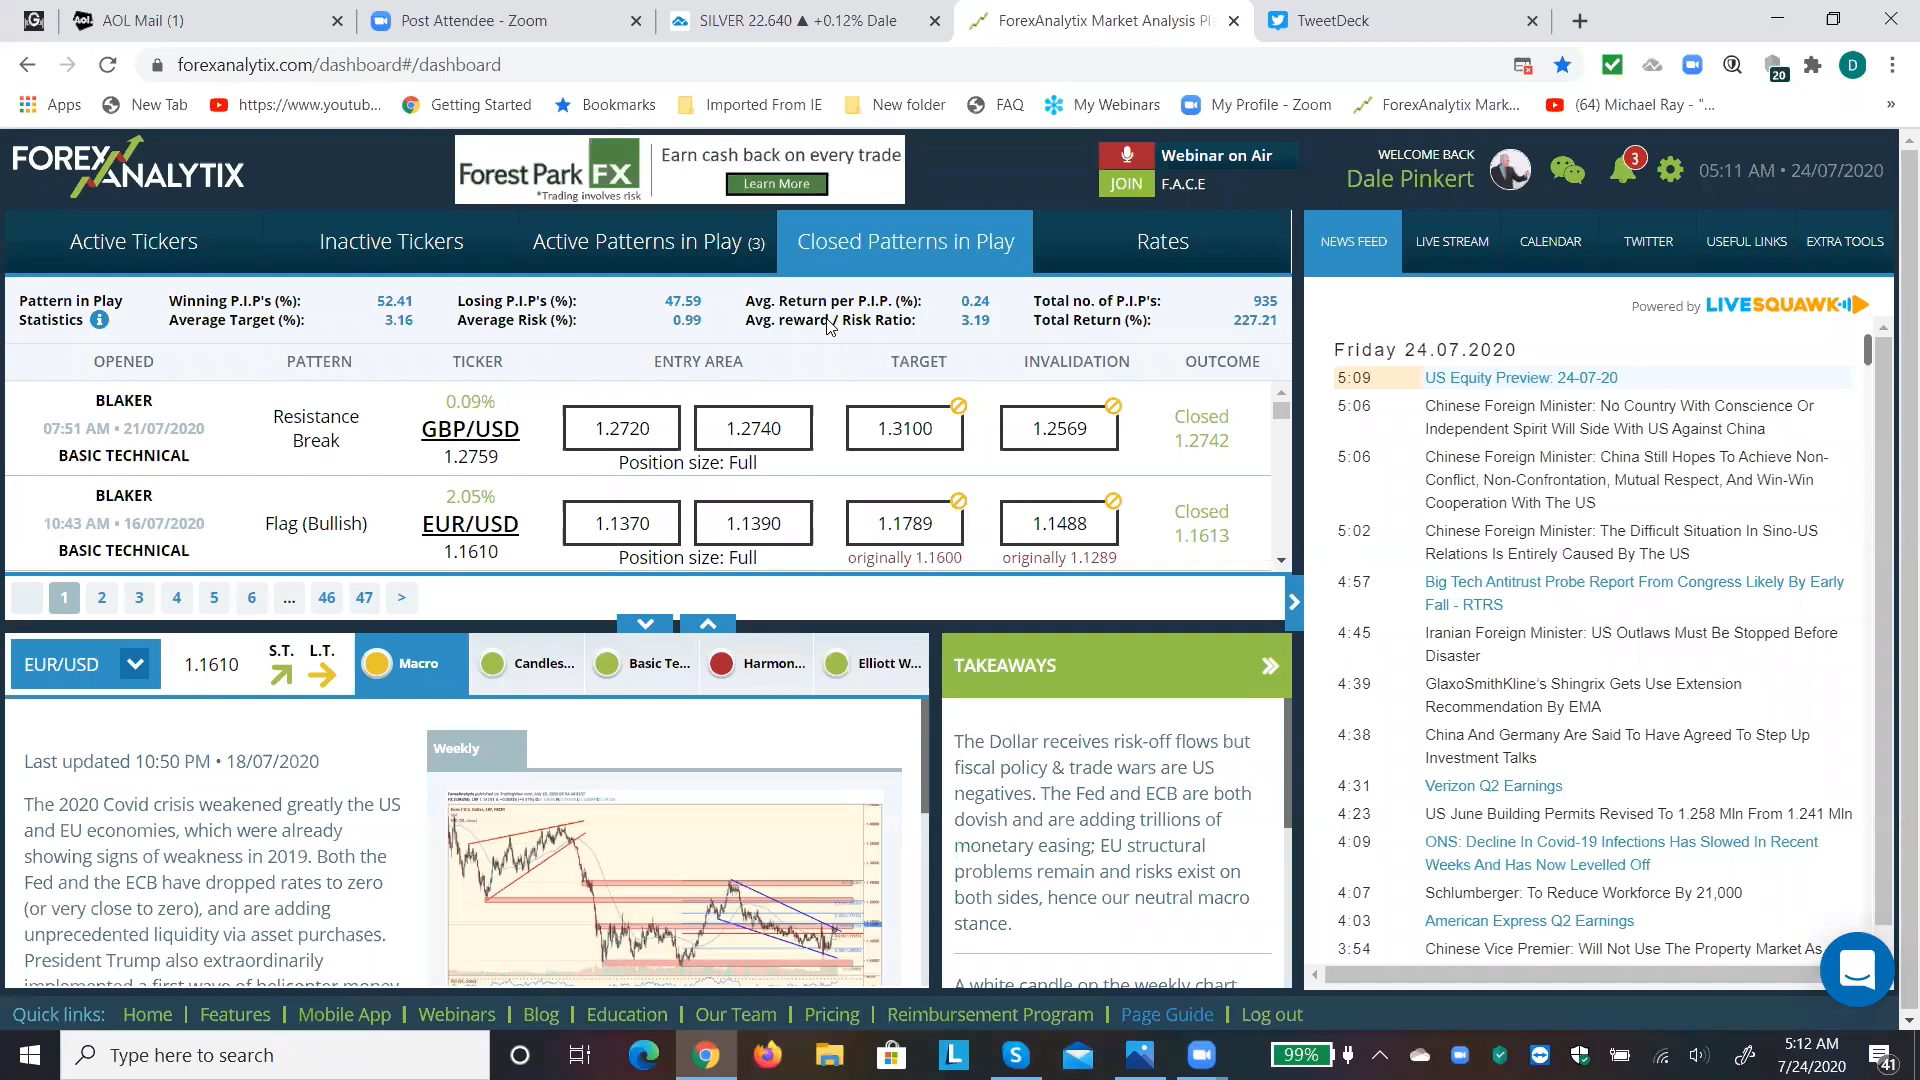 AOL Mail (1)
Post Attendee - Zoom
SILVER 22.640 ▲ +0.12% Dale
ForexAnalytix Market Analysis Pl
TweetDeck
forexanalytix.com/dashboard#/dashboard
20
D
Apps
New Tab
https://www.youtub...
Getting Started
Bookmarks
Imported From IE
New folder
FAQ
My Webinars
My Profile - Zoom
ForexAnalytix Mark...
(64) Michael Ray - "...
»
FOREX ANALYTIX
Forest Park FX
*Trading involves risk
Earn cash back on every trade
Learn More
Webinar on Air
JOIN
F.A.C.E
WELCOME BACK
Dale Pinkert
3
05:11 AM • 24/07/2020
Active Tickers
Inactive Tickers
Active Patterns in Play (3)
Closed Patterns in Play
Rates
NEWS FEED
LIVE STREAM
CALENDAR
TWITTER
USEFUL LINKS
EXTRA TOOLS
Pattern in Play
Statistics
Winning P.I.P's (%): 52.41
Average Target (%): 3.16
Losing P.I.P's (%): 47.59
Average Risk (%): 0.99
Avg. Return per P.I.P. (%): 0.24
Avg. reward / Risk Ratio: 3.19
Total no. of P.I.P's: 935
Total Return (%): 227.21
OPENED PATTERN TICKER ENTRY AREA TARGET INVALIDATION OUTCOME
BLAKER
07:51 AM • 21/07/2020
BASIC TECHNICAL
Resistance
Break
0.09%
GBP/USD
1.2759
1.2720 1.2740
Position size: Full
1.3100
1.2569
Closed
1.2742
BLAKER
10:43 AM • 16/07/2020
BASIC TECHNICAL
Flag (Bullish)
2.05%
EUR/USD
1.1610
1.1370 1.1390
Position size: Full
1.1789
originally 1.1600
1.1488
originally 1.1289
Closed
1.1613
1 2 3 4 5 6 ... 46 47 >
EUR/USD
1.1610
S.T. L.T.
Macro
Candles...
Basic Te...
Harmon...
Elliott W...
Last updated 10:50 PM • 18/07/2020
The 2020 Covid crisis weakened greatly the US
and EU economies, which were already
showing signs of weakness in 2019. Both the
Fed and the ECB have dropped rates to zero
(or very close to zero), and are adding
unprecedented liquidity via asset purchases.
President Trump also extraordinarily
implemented a first wave of helicopter money
Weekly
TAKEAWAYS
The Dollar receives risk-off flows but
fiscal policy & trade wars are US
negatives. The Fed and ECB are both
dovish and are adding trillions of
monetary easing; EU structural
problems remain and risks exist on
both sides, hence our neutral macro
stance.
A white candle on the weekly chart
Powered by LIVESQUAWK
Friday 24.07.2020
5:09 US Equity Preview: 24-07-20
5:06 Chinese Foreign Minister: No Country With Conscience Or
Independent Spirit Will Side With US Against China
5:06 Chinese Foreign Minister: China Still Hopes To Achieve Non-
Conflict, Non-Confrontation, Mutual Respect, And Win-Win
Cooperation With The US
5:02 Chinese Foreign Minister: The Difficult Situation In Sino-US
Relations Is Entirely Caused By The US
4:57 Big Tech Antitrust Probe Report From Congress Likely By Early
Fall - RTRS
4:45 Iranian Foreign Minister: US Outlaws Must Be Stopped Before
Disaster
4:39 GlaxoSmithKline's Shingrix Gets Use Extension
Recommendation By EMA
4:38 China And Germany Are Said To Have Agreed To Step Up
Investment Talks
4:31 Verizon Q2 Earnings
4:23 US June Building Permits Revised To 1.258 Mln From 1.241 Mln
4:09 ONS: Decline In Covid-19 Infections Has Slowed In Recent
Weeks And Has Now Levelled Off
4:07 Schlumberger: To Reduce Workforce By 21,000
4:03 American Express Q2 Earnings
3:54 Chinese Vice Premier: Will Not Use The Property Market As
Quick links: Home | Features | Mobile App | Webinars | Blog | Education | Our Team | Pricing | Reimbursement Program | Page Guide | Log out
Type here to search
99%
5:12 AM
7/24/2020
41